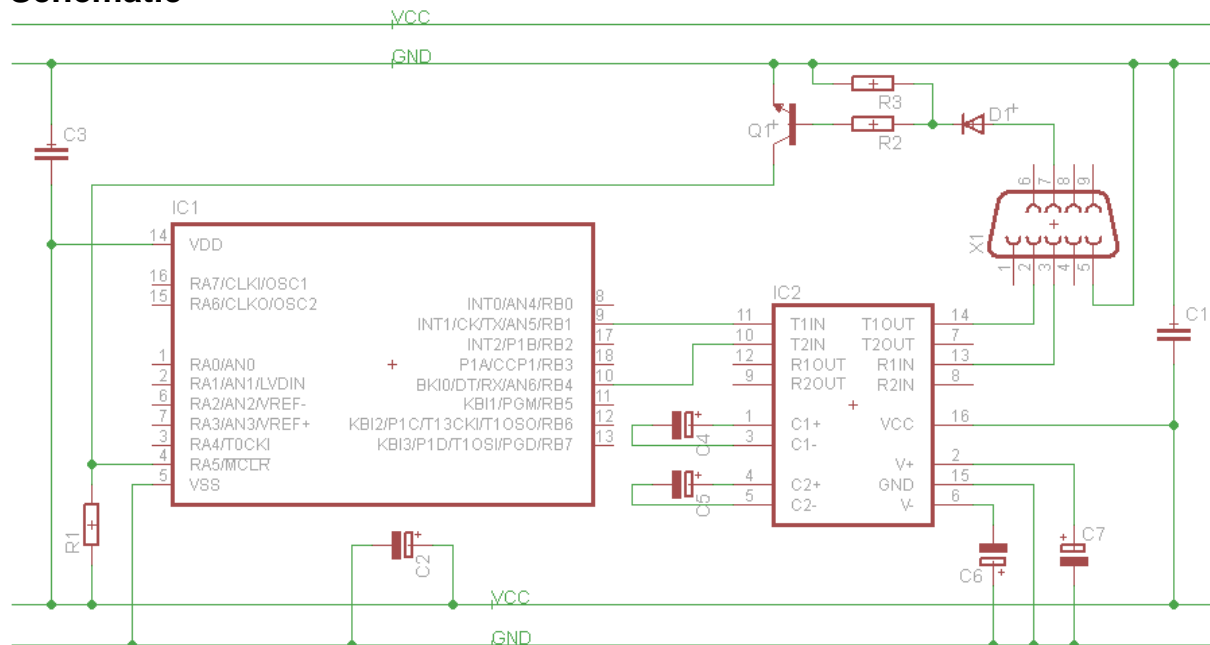 Schematic
VCC
GND
C3
R3
Q1
R2
D1
6 7 8 9
X1
1 2 3 4 5
IC1
14 VDD
16 RA7/CLKI/OSC1
15 RA6/CLKO/OSC2
1 RA0/AN0
2 RA1/AN1/LVDIN
6 RA2/AN2/VREF-
7 RA3/AN3/VREF+
3 RA4/T0CKI
4 RA5/MCLR
5 VSS
INT0/AN4/RB0 8
INT1/CK/TX/AN5/RB1 9
INT2/P1B/RB2 17
P1A/CCP1/RB3 18
BKI0/DT/RX/AN6/RB4 10
KBI1/PGM/RB5 11
KBI2/P1C/T13CKI/T1OSO/RB6 12
KBI3/P1D/T1OSI/PGD/RB7 13
IC2
11 T1IN
10 T2IN
12 R1OUT
9 R2OUT
1 C1+
3 C1-
4 C2+
5 C2-
T1OUT 14
T2OUT 7
R1IN 13
R2IN 8
VCC 16
V+ 2
GND 15
V- 6
C1
C4
C5
R1
C2
C6
C7
VCC
GND